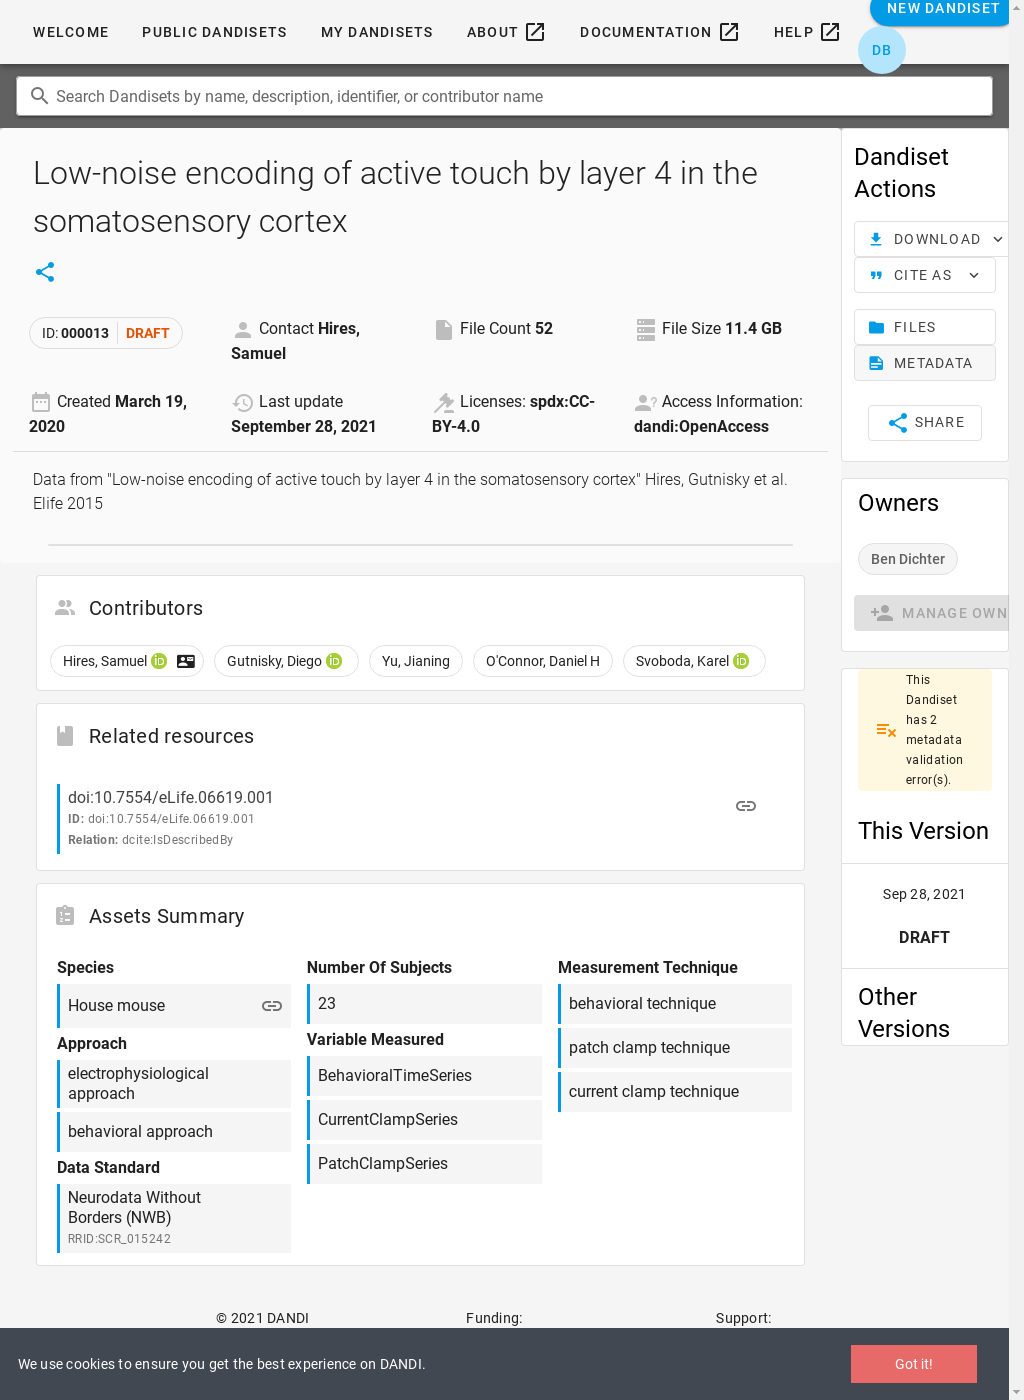 WELCOME
PUBLIC DANDISETS
MY DANDISETS
ABOUT
DOCUMENTATION
HELP
NEW DANDISET
DB
Search Dandisets by name, description, identifier, or contributor name
Low-noise encoding of active touch by layer 4 in the
somatosensory cortex
ID: 000013 DRAFT
Contact Hires,
Samuel
File Count 52
File Size 11.4 GB
Created March 19,
2020
Last update
September 28, 2021
Licenses: spdx:CC-
BY-4.0
Access Information:
dandi:OpenAccess
Data from "Low-noise encoding of active touch by layer 4 in the somatosensory cortex" Hires, Gutnisky et al.
Elife 2015
Contributors
Hires, Samuel iD
Gutnisky, Diego iD
Yu, Jianing
O'Connor, Daniel H
Svoboda, Karel iD
Related resources
doi:10.7554/eLife.06619.001
ID: doi:10.7554/eLife.06619.001
Relation: dcite:IsDescribedBy
Assets Summary
Species
House mouse
Approach
electrophysiological
approach
behavioral approach
Data Standard
Neurodata Without
Borders (NWB)
RRID:SCR_015242
Number Of Subjects
23
Variable Measured
BehavioralTimeSeries
CurrentClampSeries
PatchClampSeries
Measurement Technique
behavioral technique
patch clamp technique
current clamp technique
Dandiset
Actions
DOWNLOAD
CITE AS
FILES
METADATA
SHARE
Owners
Ben Dichter
MANAGE OWN
This
Dandiset
has 2
metadata
validation
error(s).
This Version
Sep 28, 2021
DRAFT
Other
Versions
© 2021 DANDI
Funding:
Support:
We use cookies to ensure you get the best experience on DANDI.
Got it!